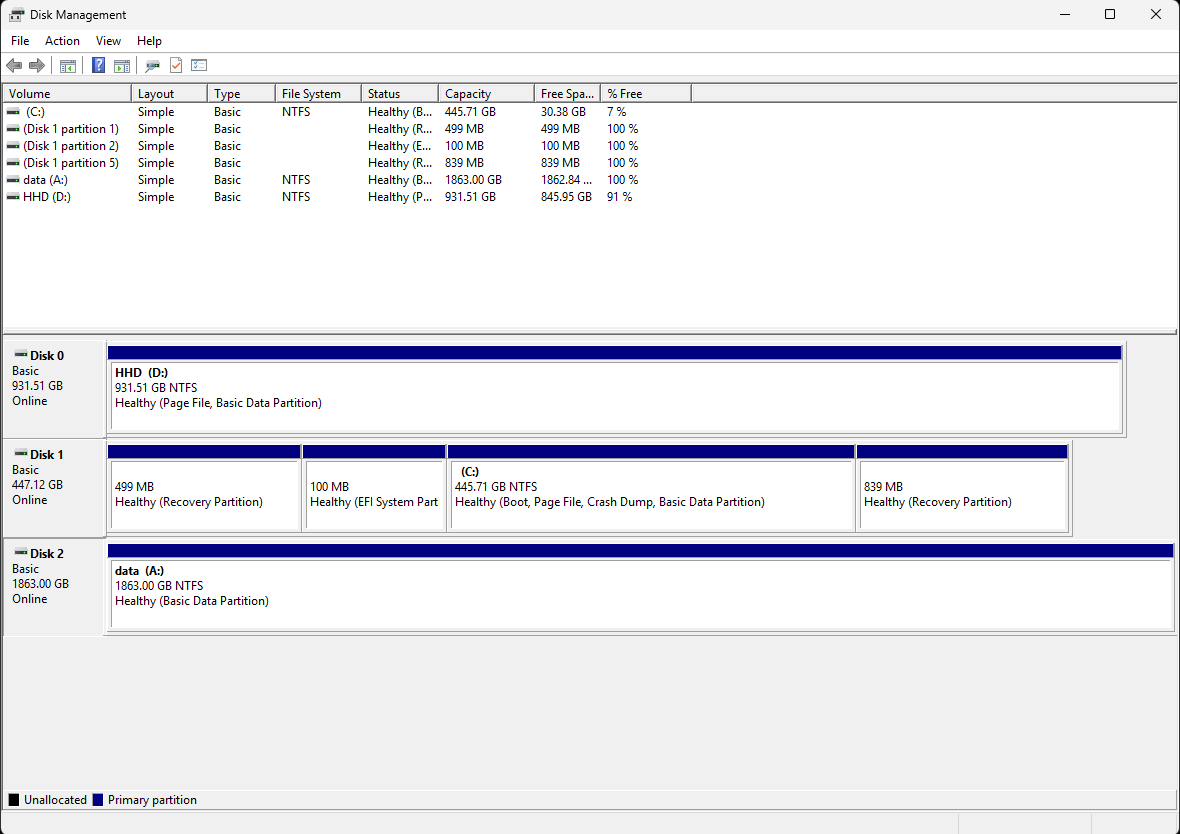 Disk Management
File Action View Help
Volume Layout Type File System Status Capacity Free Spa... % Free
(C:) Simple Basic NTFS Healthy (B... 445.71 GB 30.38 GB 7 %
(Disk 1 partition 1) Simple Basic Healthy (R... 499 MB 499 MB 100 %
(Disk 1 partition 2) Simple Basic Healthy (E... 100 MB 100 MB 100 %
(Disk 1 partition 5) Simple Basic Healthy (R... 839 MB 839 MB 100 %
data (A:) Simple Basic NTFS Healthy (B... 1863.00 GB 1862.84 ... 100 %
HHD (D:) Simple Basic NTFS Healthy (P... 931.51 GB 845.95 GB 91 %
Disk 0
Basic
931.51 GB
Online
HHD (D:)
931.51 GB NTFS
Healthy (Page File, Basic Data Partition)
Disk 1
Basic
447.12 GB
Online
499 MB
Healthy (Recovery Partition)
100 MB
Healthy (EFI System Part
(C:)
445.71 GB NTFS
Healthy (Boot, Page File, Crash Dump, Basic Data Partition)
839 MB
Healthy (Recovery Partition)
Disk 2
Basic
1863.00 GB
Online
data (A:)
1863.00 GB NTFS
Healthy (Basic Data Partition)
Unallocated Primary partition